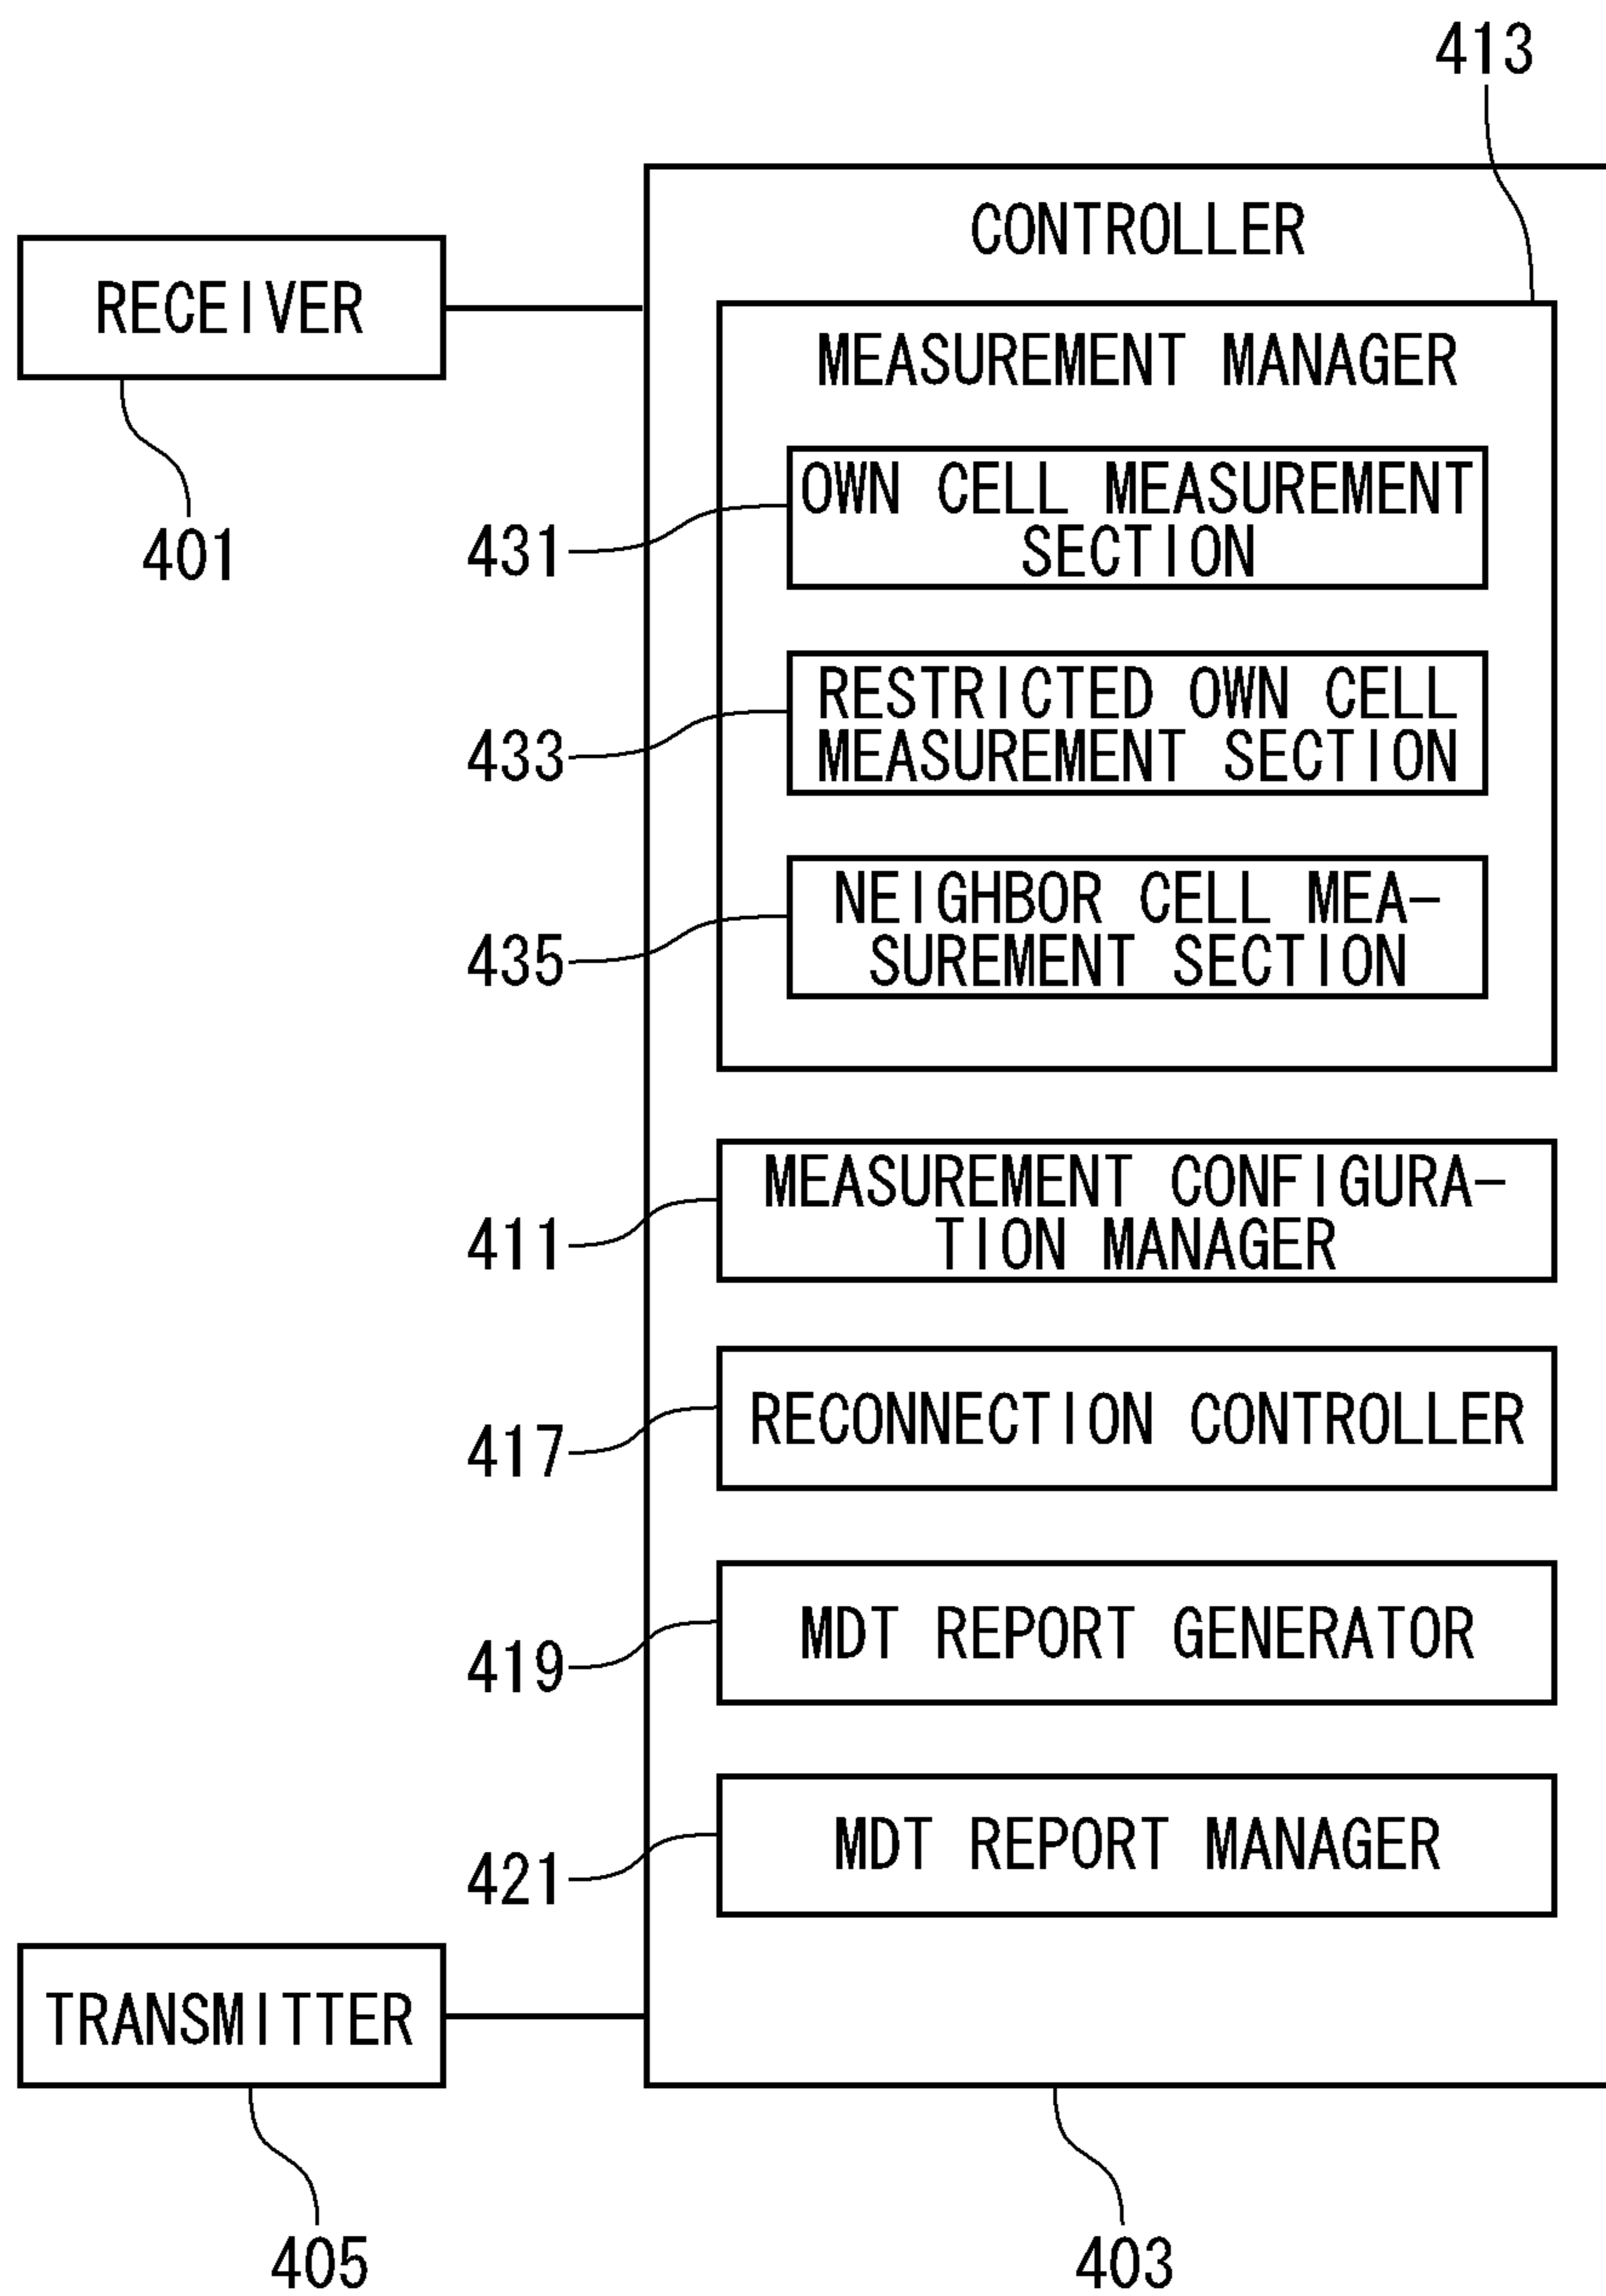 413
CONTROLLER
RECEIVER
MEASUREMENT MANAGER
401
431
OWN CELL MEASUREMENT
SECTION
433
RESTRICTED OWN CELL
MEASUREMENT SECTION
435
NEIGHBOR CELL MEA-
SUREMENT SECTION
411
MEASUREMENT CONFIGURA-
TION MANAGER
417
RECONNECTION CONTROLLER
419
MDT REPORT GENERATOR
421
MDT REPORT MANAGER
TRANSMITTER
405
403